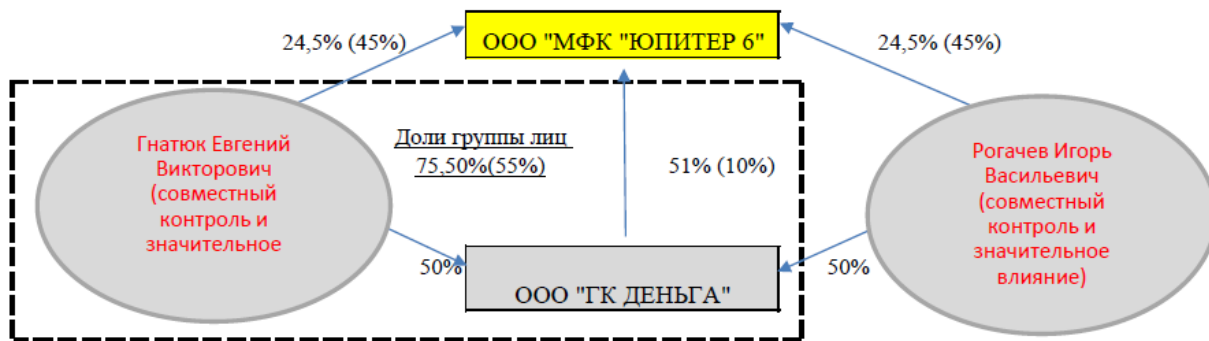 24,5% (45%)
ООО "МФК "ЮПИТЕР 6"
24,5% (45%)
Гнатюк Евгений
Викторович
(совместный
контроль и
значительное
Доли группы лиц
75,50%(55%)
51% (10%)
Рогачев Игорь
Васильевич
(совместный
контроль и
значительное
влияние)
50%
ООО "ГК ДЕНЬГА"
50%